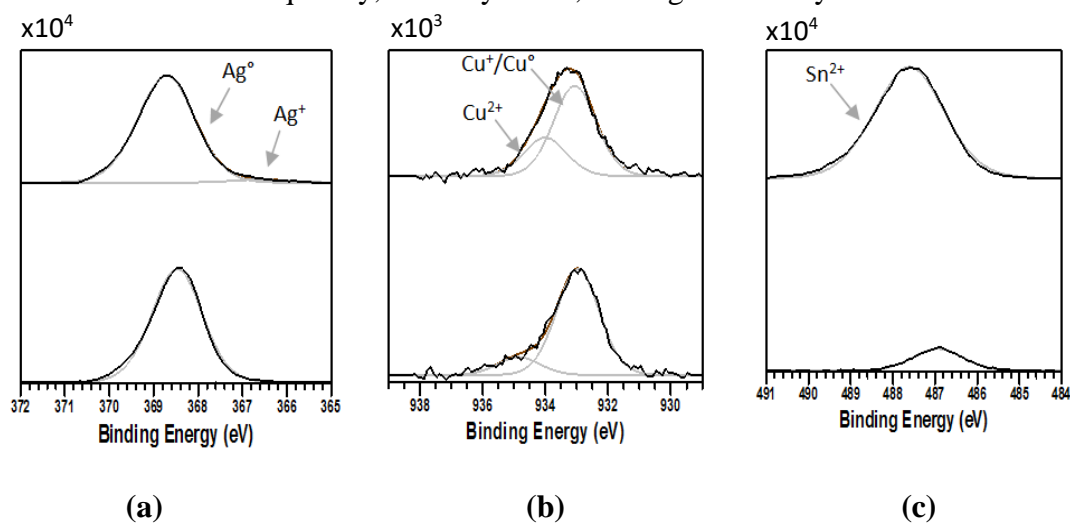 x10⁴
Ag°
Ag⁺
372 371 370 369 368 367 366 365
Binding Energy (eV)
(a)
x10³
Cu⁺/Cu°
Cu²⁺
938 936 934 932 930
Binding Energy (eV)
(b)
x10⁴
Sn²⁺
491 490 489 488 487 486 485 484
Binding Energy (eV)
(c)